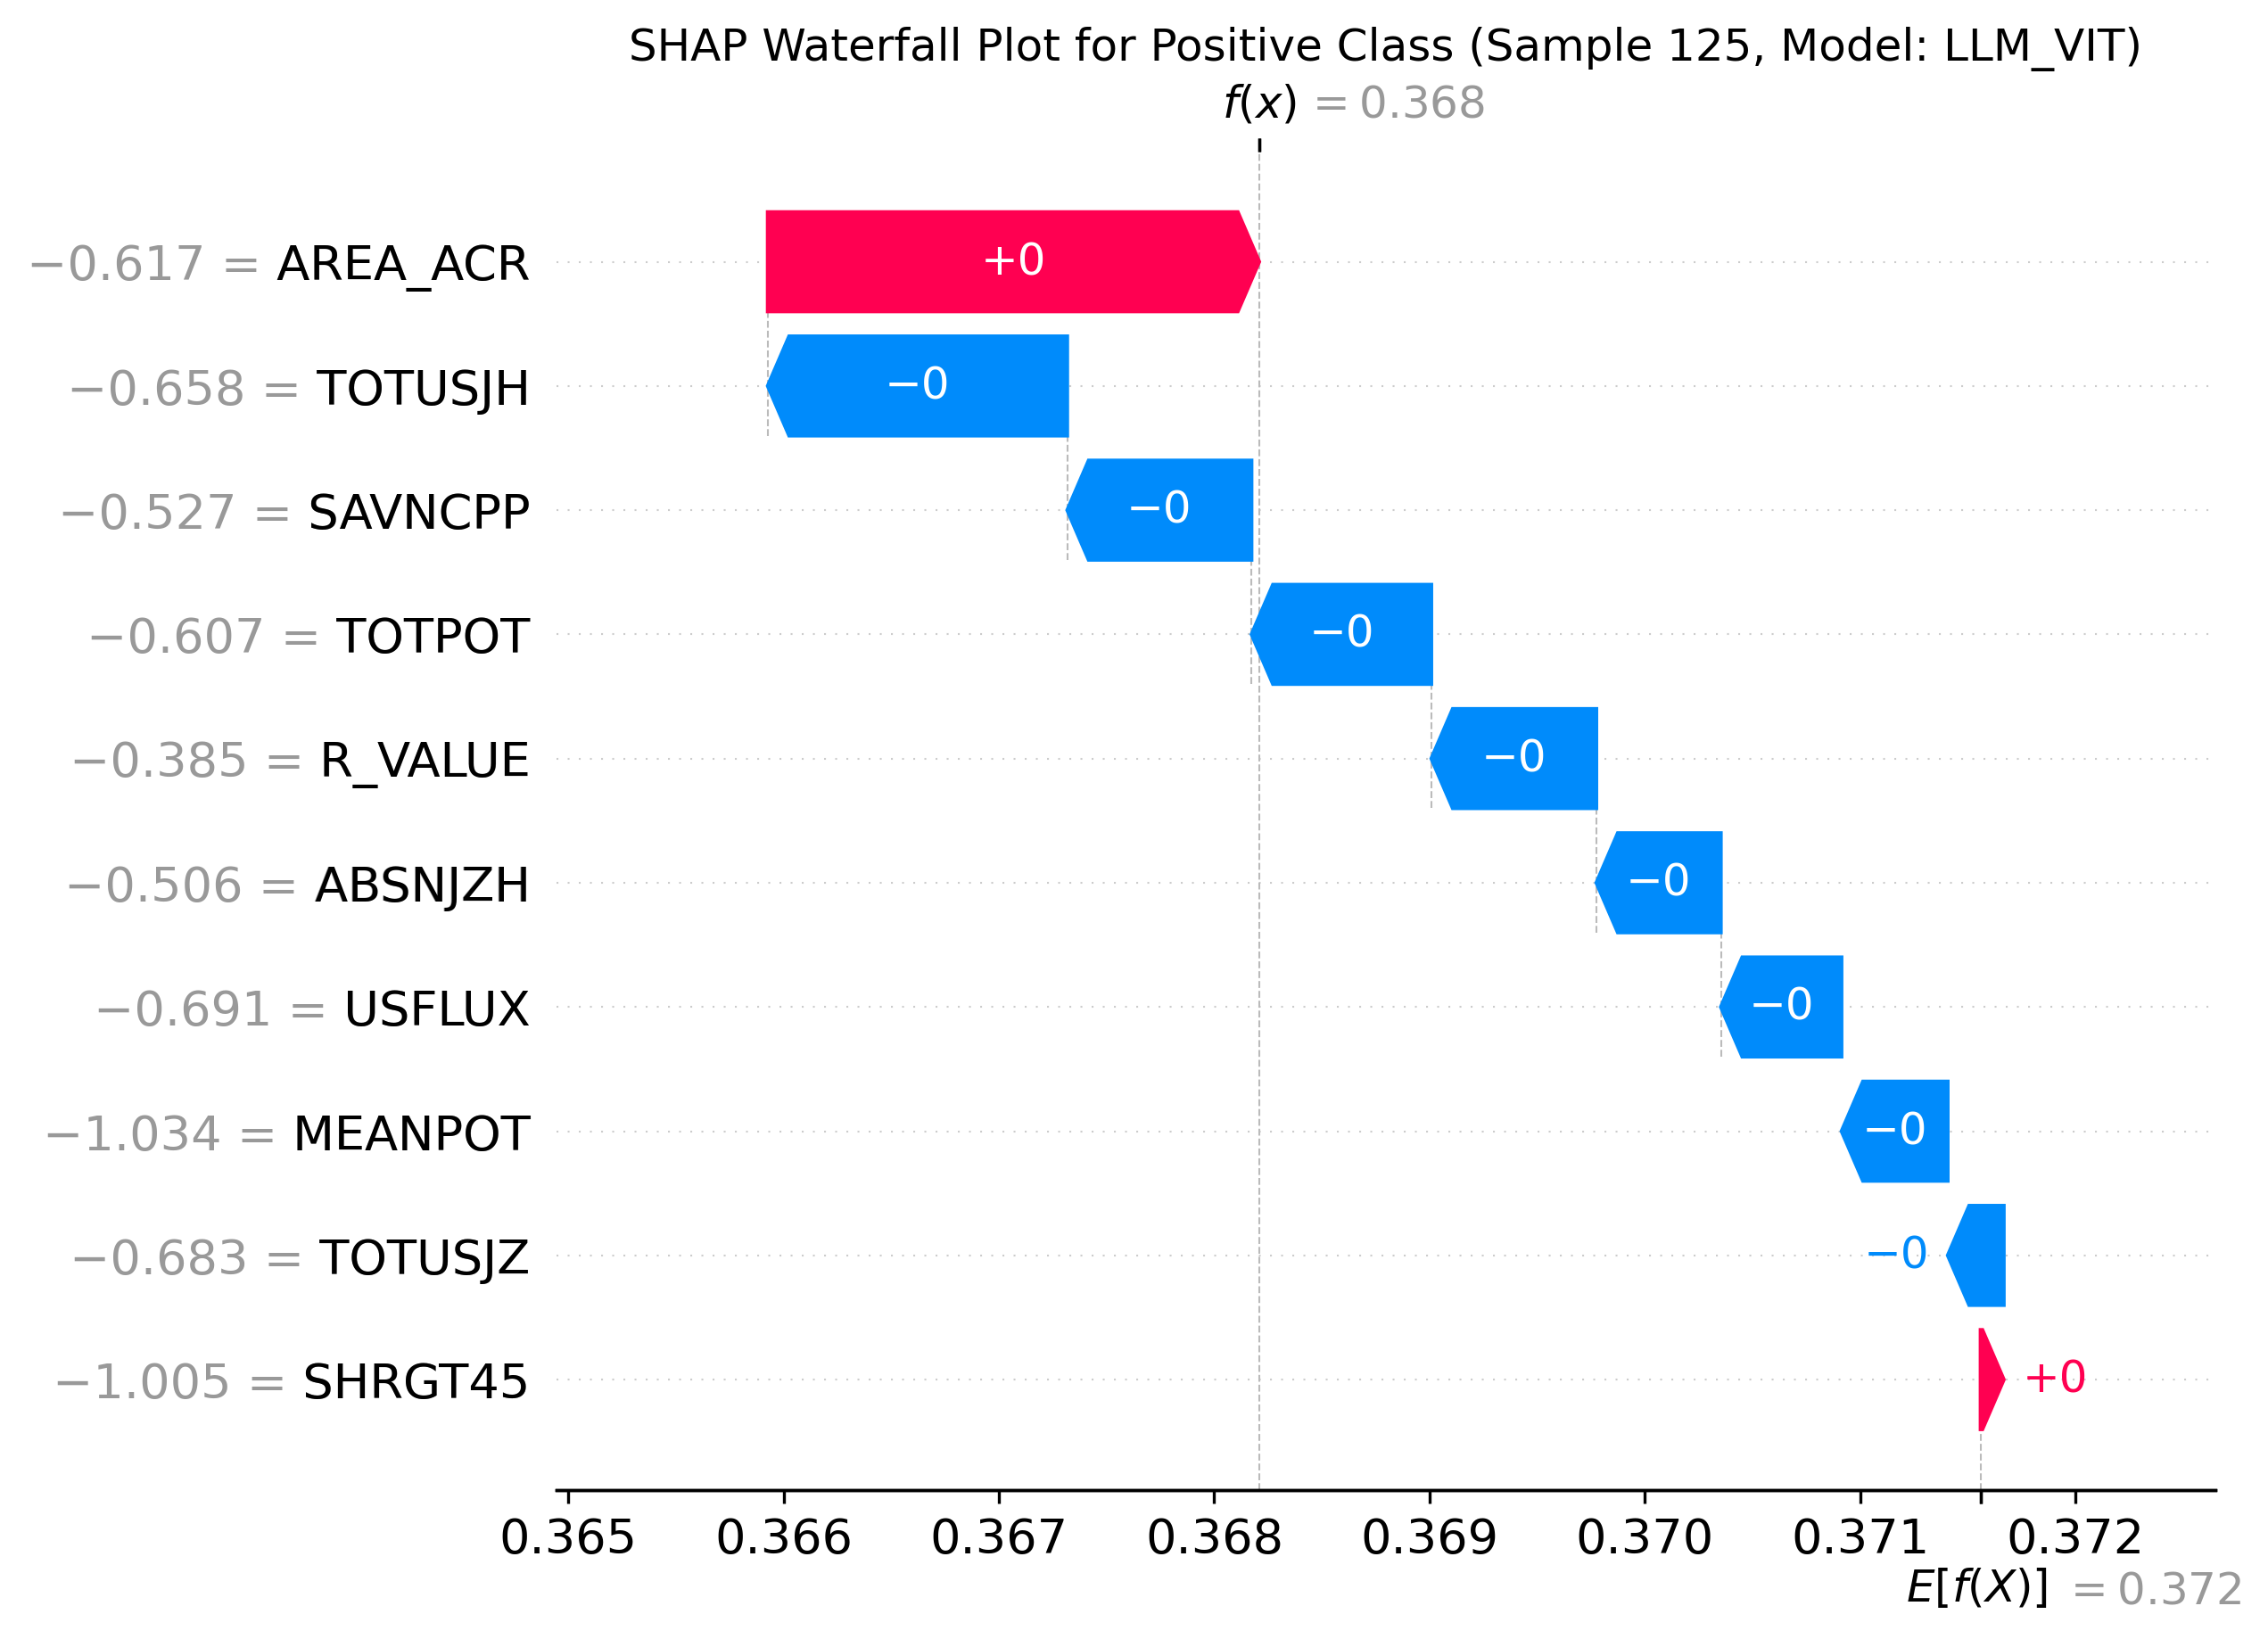 SHAP Waterfall Plot for Positive Class (Sample 125, Model: LLM_VIT)
f(x) = 0.368
−0.617 = AREA_ACR +0
−0.658 = TOTUSJH −0
−0.527 = SAVNCPP −0
−0.607 = TOTPOT −0
−0.385 = R_VALUE −0
−0.506 = ABSNJZH −0
−0.691 = USFLUX −0
−1.034 = MEANPOT −0
−0.683 = TOTUSJZ −0
−1.005 = SHRGT45 +0
0.365 0.366 0.367 0.368 0.369 0.370 0.371 0.372
E[f(X)] = 0.372